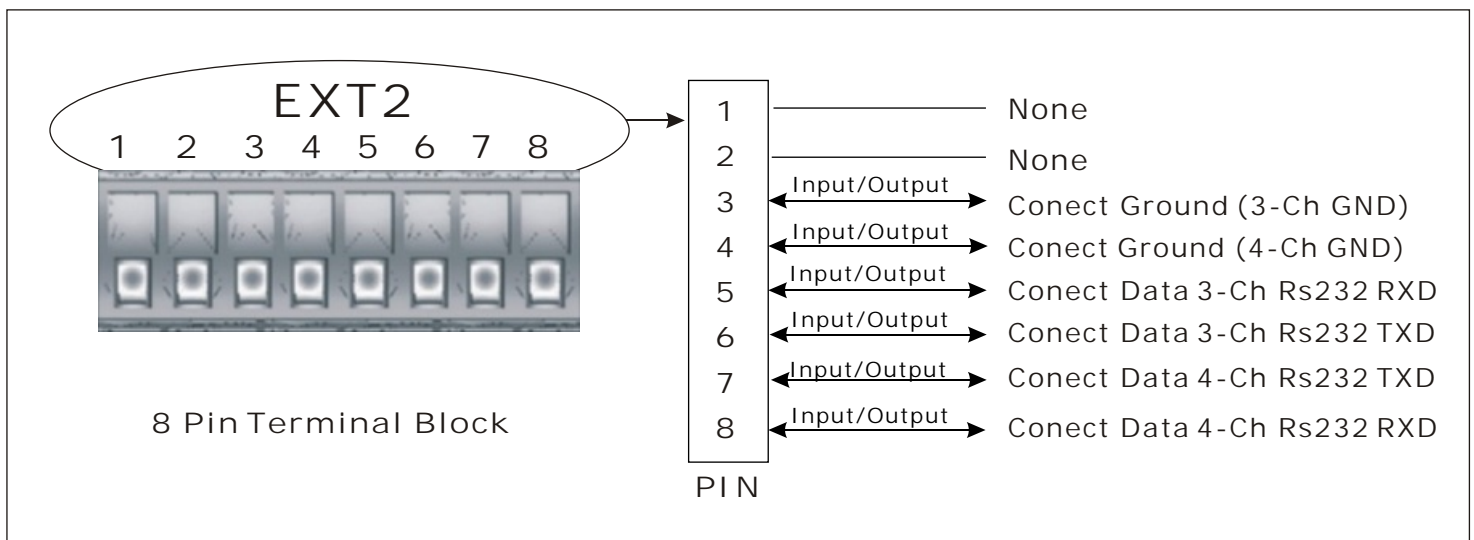 EXT2
1 2 3 4 5 6 7 8
8 Pin Terminal Block
1 None
2 None
3 Input/Output Conect Ground (3-Ch GND)
4 Input/Output Conect Ground (4-Ch GND)
5 Input/Output Conect Data 3-Ch Rs232 RXD
6 Input/Output Conect Data 3-Ch Rs232 TXD
7 Input/Output Conect Data 4-Ch Rs232 TXD
8 Input/Output Conect Data 4-Ch Rs232 RXD
PIN